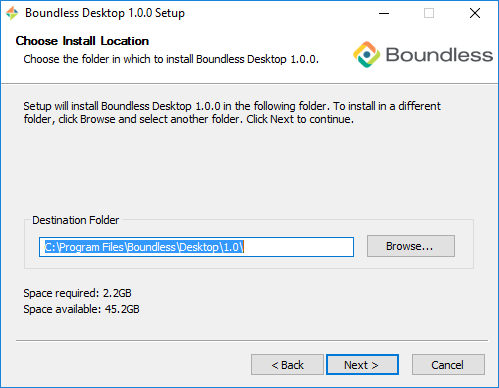 Boundless Desktop 1.0.0 Setup
Choose Install Location
Choose the folder in which to install Boundless Desktop 1.0.0.
Boundless
Setup will install Boundless Desktop 1.0.0 in the following folder. To install in a different
folder, click Browse and select another folder. Click Next to continue.
Destination Folder
C:\Program Files\Boundless\Desktop\1.0\
Browse...
Space required: 2.2GB
Space available: 45.2GB
< Back
Next >
Cancel